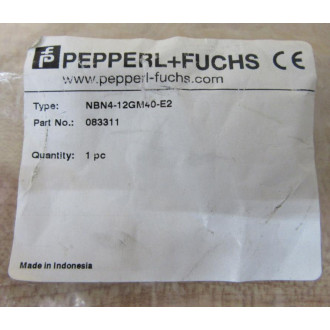 PEPPERL+FUCHS CE
www.pepperl-fuchs.com
Type: NBN4-12GM40-E2
Part No.: 083311
Quantity: 1 pc
Made in Indonesia